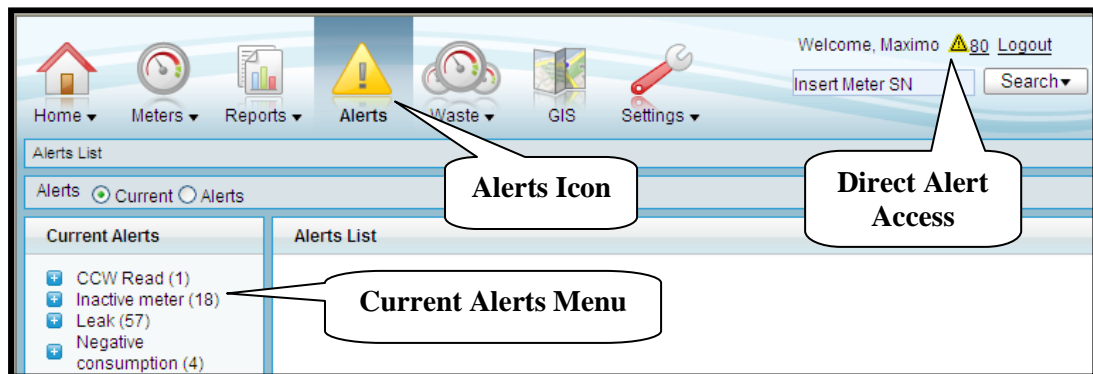 Welcome, Maximo 80 Logout
Insert Meter SN Search▾
Home ▾ Meters ▾ Reports ▾ Alerts Waste ▾ GIS Settings ▾
Alerts List
Alerts Current Alerts
Alerts Icon
Direct Alert
Access
Current Alerts Alerts List
CCW Read (1)
Inactive meter (18)
Leak (57)
Negative
consumption (4)
Current Alerts Menu